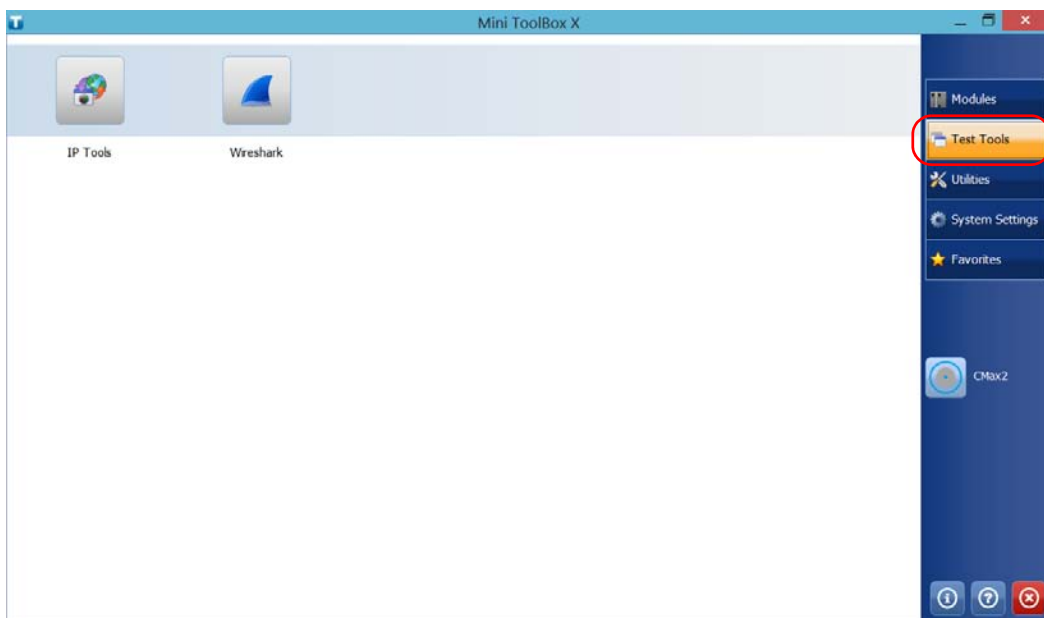 Mini ToolBox X
IP Tools
Wireshark
Modules
Test Tools
Utilities
System Settings
Favorites
CMax2